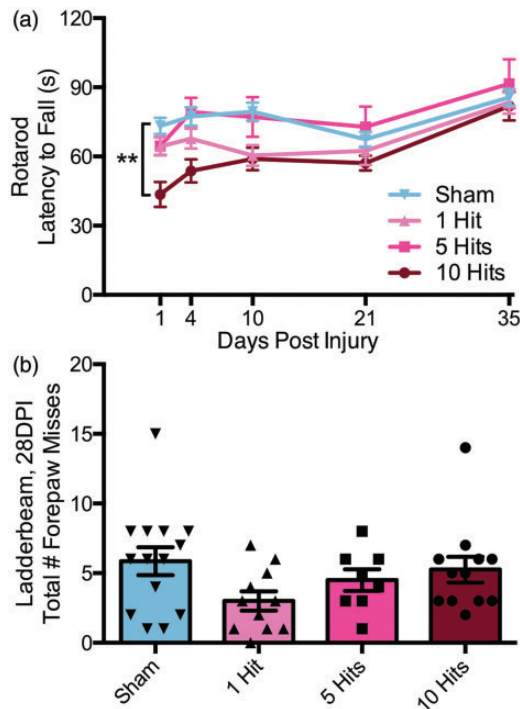 (a)
Rotarod
Latency to Fall (s)
120
90
60
30
0
**
Sham
1 Hit
5 Hits
10 Hits
1 4 10 21 35
Days Post Injury
(b)
Ladderbeam, 28DPI
Total # Forepaw Misses
20
15
10
5
0
Sham
1 Hit
5 Hits
10 Hits